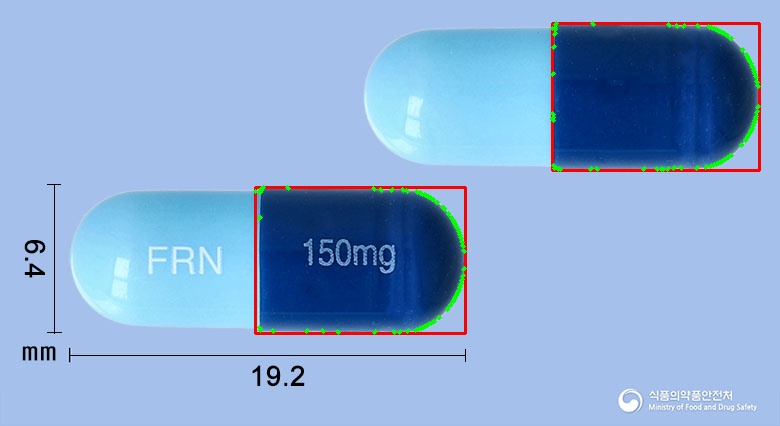 FRN 150mg
6.4
mm
19.2
식품의약품안전처
Ministry of Food and Drug Safety